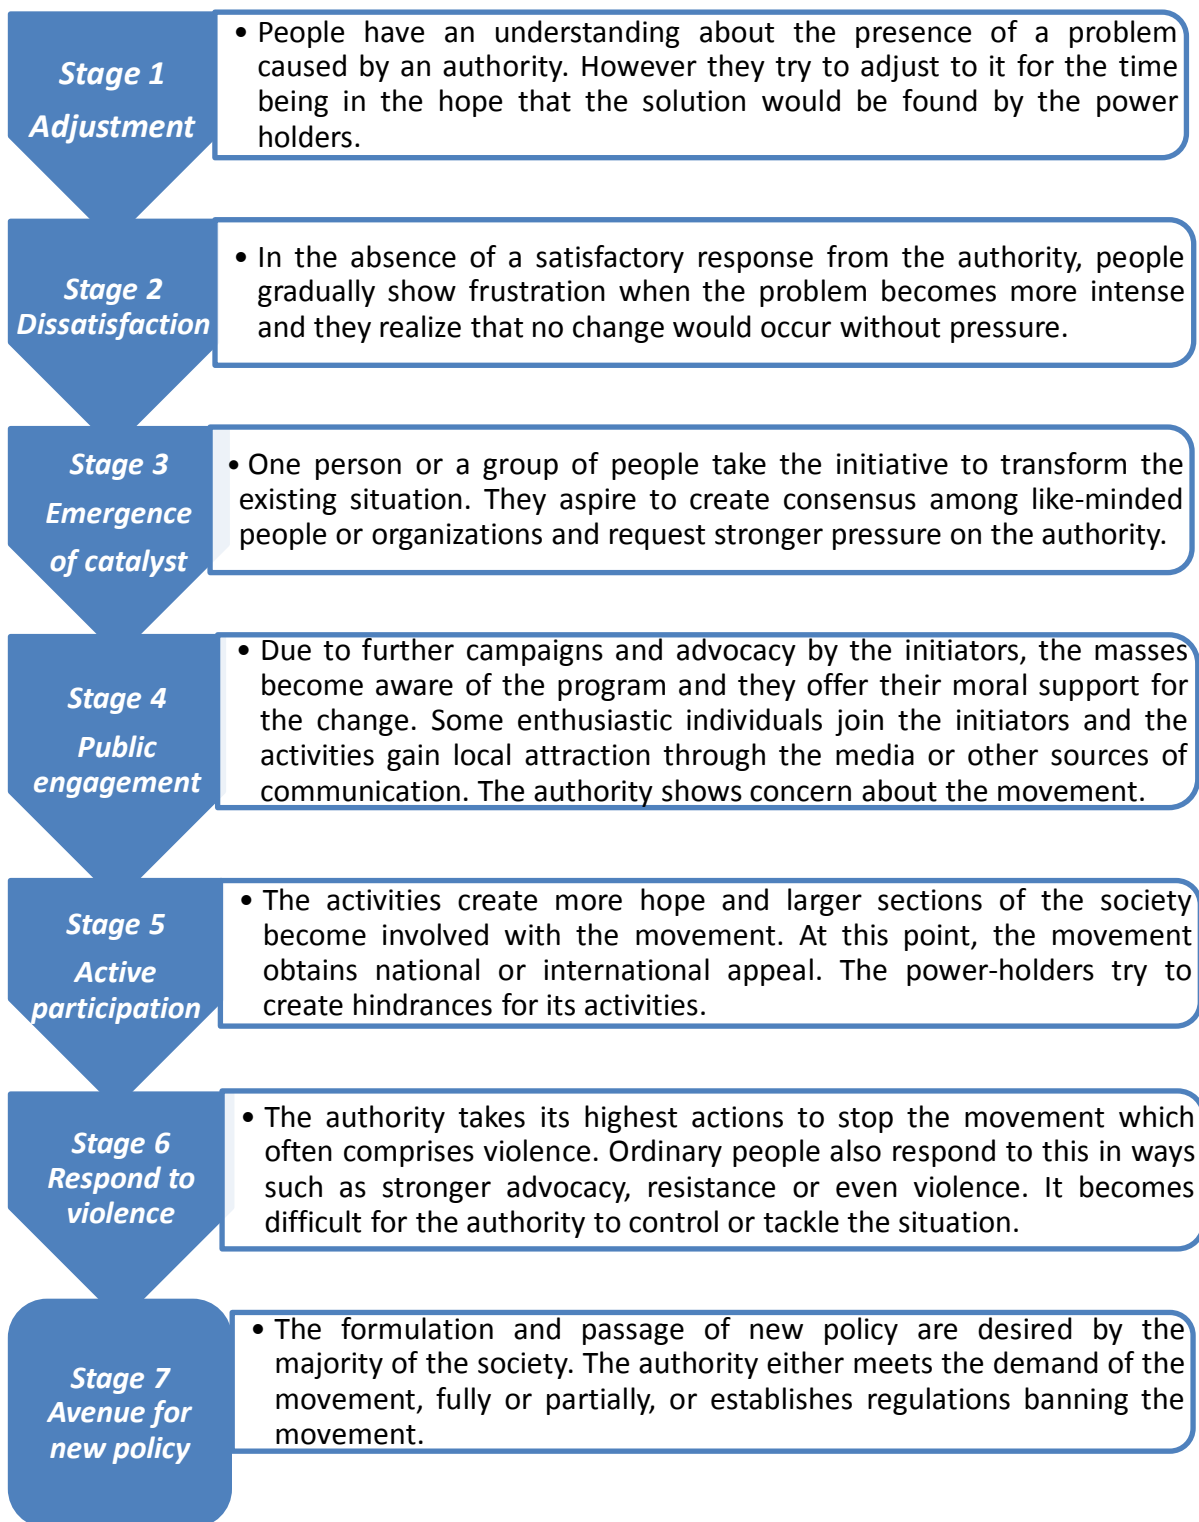 Stage 1
Adjustment
• People have an understanding about the presence of a problem
caused by an authority. However they try to adjust to it for the time
being in the hope that the solution would be found by the power
holders.
Stage 2
Dissatisfaction
• In the absence of a satisfactory response from the authority, people
gradually show frustration when the problem becomes more intense
and they realize that no change would occur without pressure.
Stage 3
Emergence
of catalyst
• One person or a group of people take the initiative to transform the
existing situation. They aspire to create consensus among like-minded
people or organizations and request stronger pressure on the authority.
Stage 4
Public
engagement
• Due to further campaigns and advocacy by the initiators, the masses
become aware of the program and they offer their moral support for
the change. Some enthusiastic individuals join the initiators and the
activities gain local attraction through the media or other sources of
communication. The authority shows concern about the movement.
Stage 5
Active
participation
• The activities create more hope and larger sections of the society
become involved with the movement. At this point, the movement
obtains national or international appeal. The power-holders try to
create hindrances for its activities.
Stage 6
Respond to
violence
• The authority takes its highest actions to stop the movement which
often comprises violence. Ordinary people also respond to this in ways
such as stronger advocacy, resistance or even violence. It becomes
difficult for the authority to control or tackle the situation.
Stage 7
Avenue for
new policy
• The formulation and passage of new policy are desired by the
majority of the society. The authority either meets the demand of the
movement, fully or partially, or establishes regulations banning the
movement.